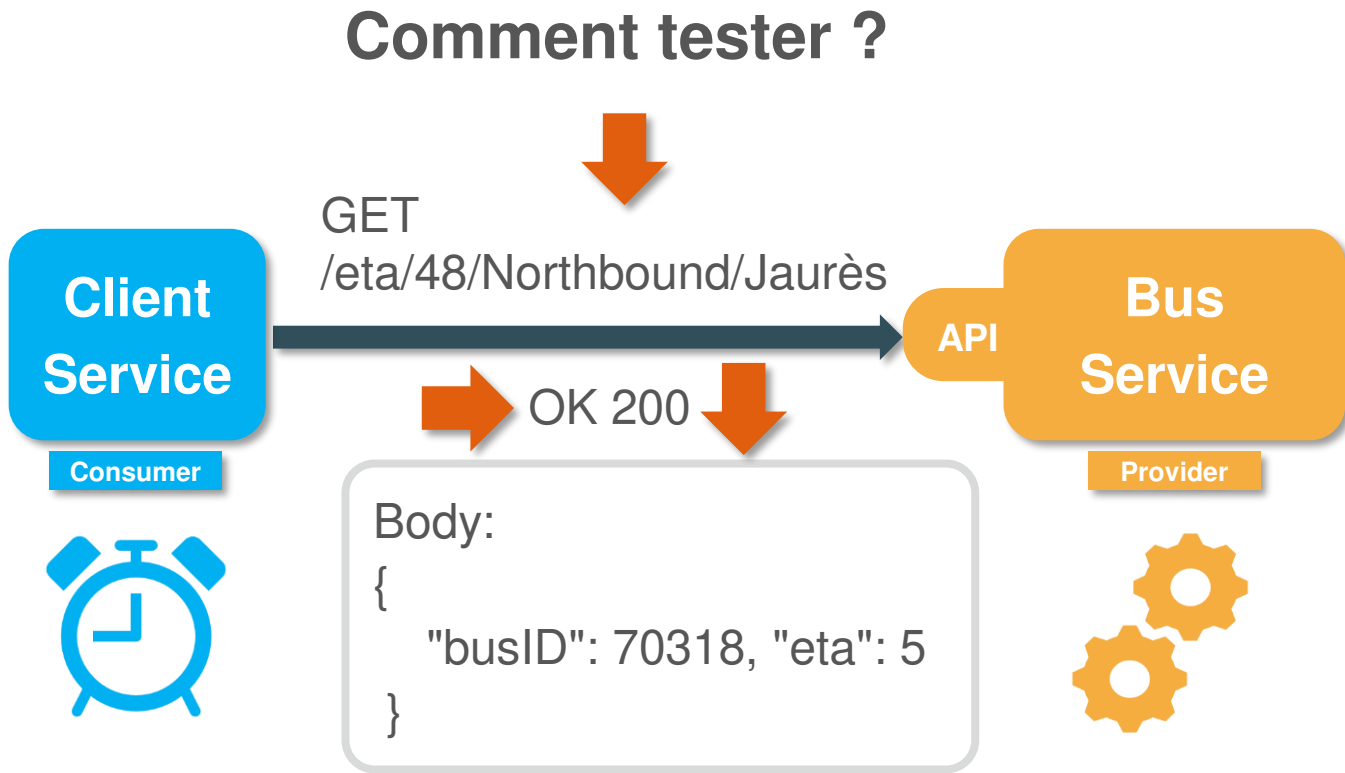 Comment tester ?
GET
/eta/48/Northbound/Jaurès
Client
Service
API
Bus
Service
OK 200
Consumer
Provider
Body:
{
"busID": 70318, "eta": 5
}